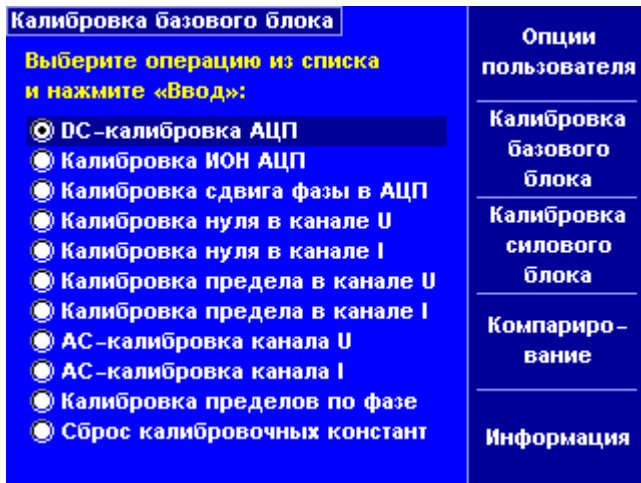 Калибровка базового блока
Выберите операцию из списка
и нажмите «Ввод»:
DC-калибровка АЦП
Калибровка ИОН АЦП
Калибровка сдвига фазы в АЦП
Калибровка нуля в канале U
Калибровка нуля в канале I
Калибровка предела в канале U
Калибровка предела в канале I
AC-калибровка канала U
AC-калибровка канала I
Калибровка пределов по фазе
Сброс калибровочных констант
Опции
пользователя
Калибровка
базового
блока
Калибровка
силового
блока
Компариро-
вание
Информация